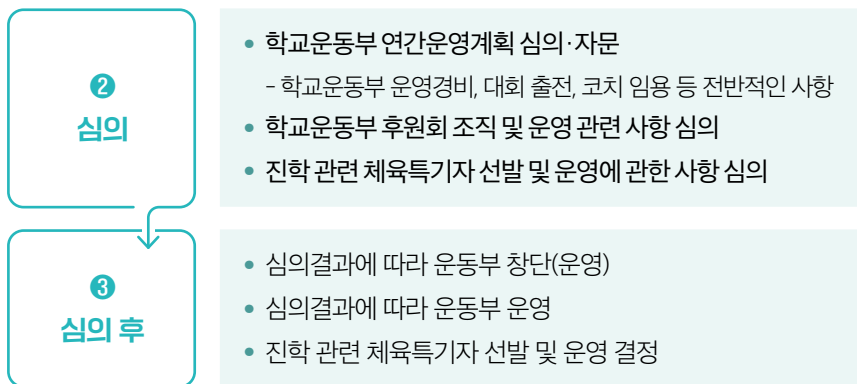 ❷
심의
• 학교운동부 연간운영계획 심의·자문
- 학교운동부 운영경비, 대회 출전, 코치 임용 등 전반적인 사항
• 학교운동부 후원회 조직 및 운영 관련 사항 심의
• 진학 관련 체육특기자 선발 및 운영에 관한 사항 심의
❸
심의 후
• 심의결과에 따라 운동부 창단(운영)
• 심의결과에 따라 운동부 운영
• 진학 관련 체육특기자 선발 및 운영 결정